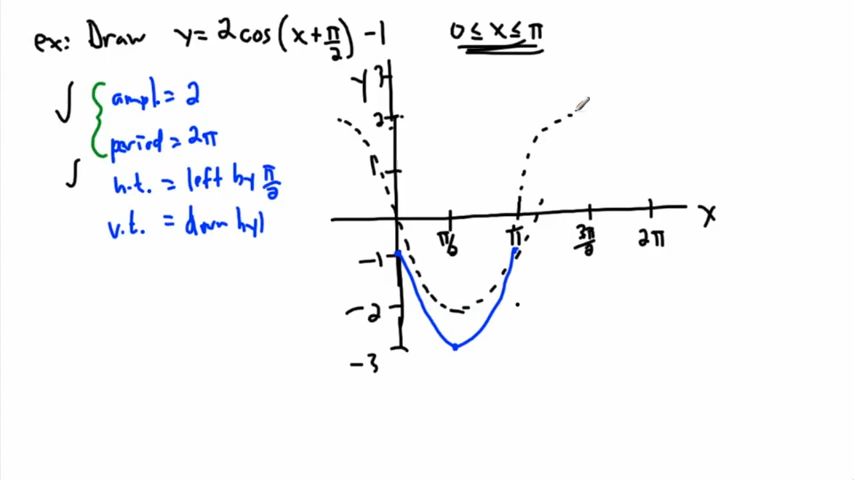 ex: Draw y = 2cos(x + π/2) - 1 0 ≤ x ≤ π
ampl. = 2
period = 2π
h.t. = left by π/2
v.t. = down by 1
y
3
2
1
-1
-2
-3
π/2 π 3π/2 2π
x